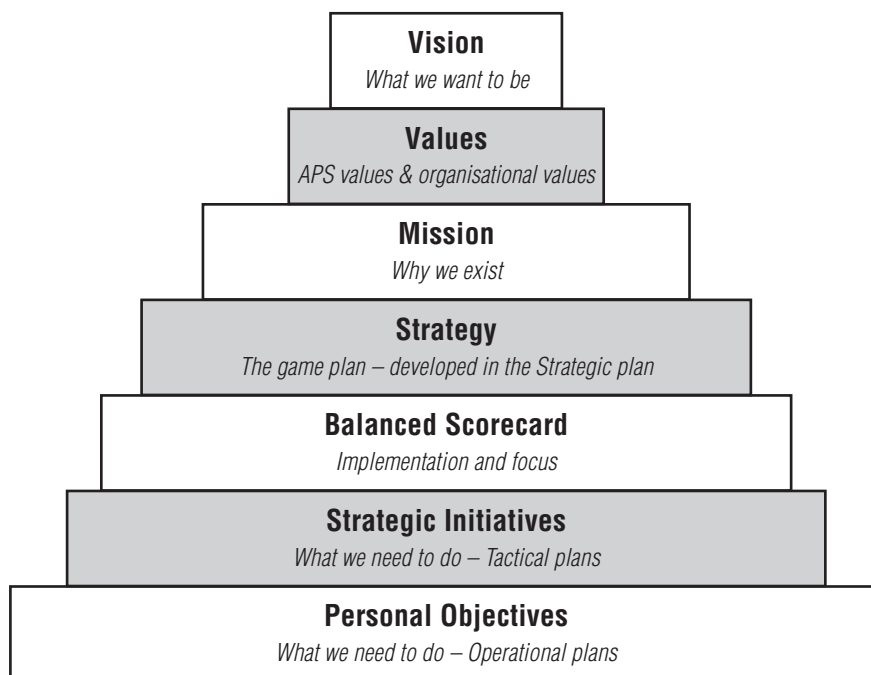 Vision
What we want to be
Values
APS values & organisational values
Mission
Why we exist
Strategy
The game plan – developed in the Strategic plan
Balanced Scorecard
Implementation and focus
Strategic Initiatives
What we need to do – Tactical plans
Personal Objectives
What we need to do – Operational plans